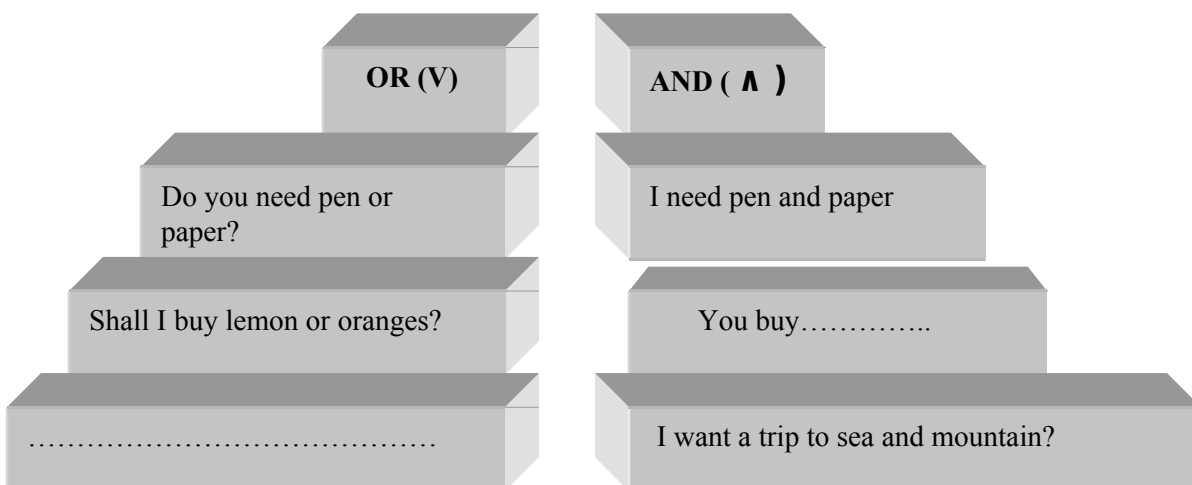 OR (V)
AND ( ∧ )
Do you need pen or
paper?
I need pen and paper
Shall I buy lemon or oranges?
You buy…………..
……………………………………
I want a trip to sea and mountain?